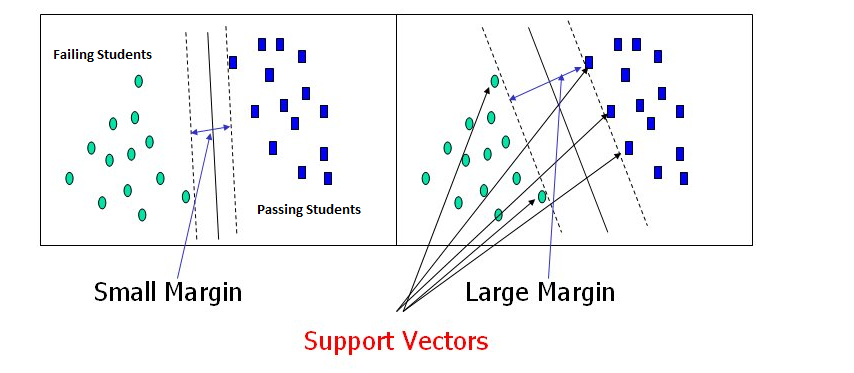 Failing Students
Passing Students
Small Margin
Large Margin
Support Vectors